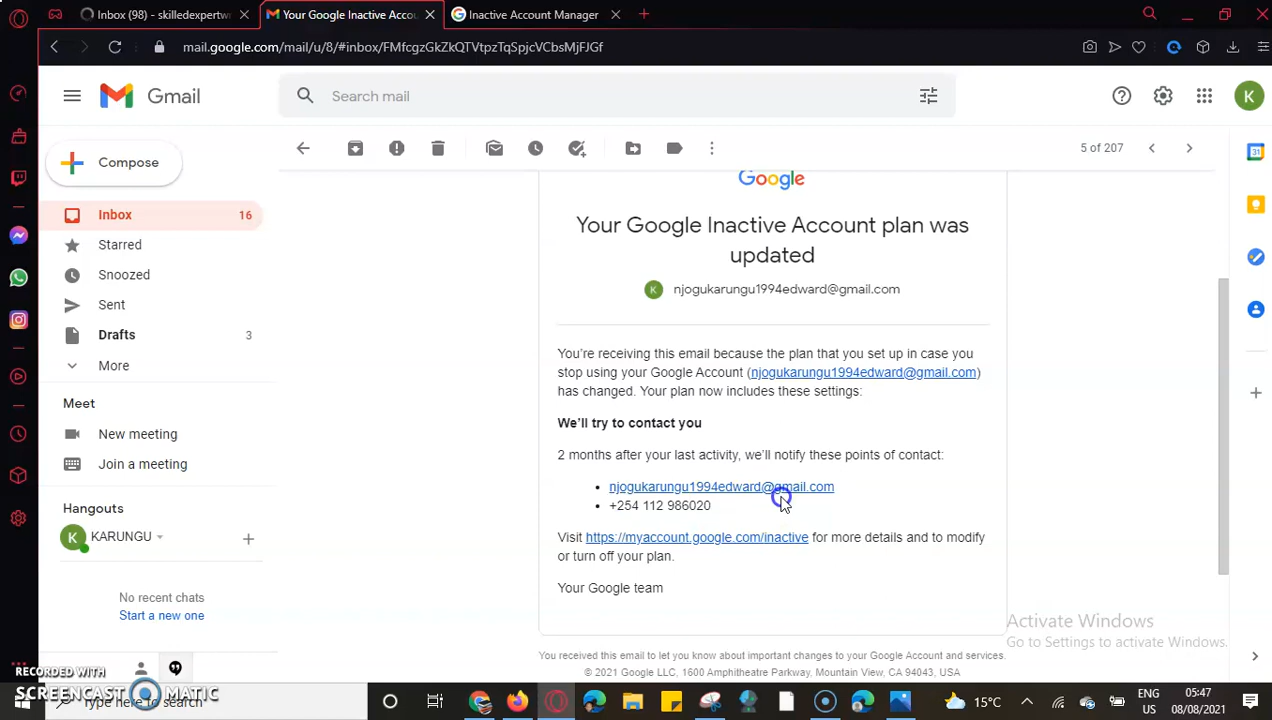 Inbox (98) - skilledexpertw
Your Google Inactive Accou
Inactive Account Manager
mail.google.com/mail/u/8/#inbox/FMfcgzGkZkQTVtpzTqSpjcVCbsMjFJGf
Gmail
Search mail
K
Compose
5 of 207
31
Inbox 16
Starred
Snoozed
Sent
Drafts 3
More
Meet
New meeting
Join a meeting
Hangouts
K KARUNGU
No recent chats
Start a new one
Google
Your Google Inactive Account plan was
updated
K njogukarungu1994edward@gmail.com
You're receiving this email because the plan that you set up in case you
stop using your Google Account (njogukarungu1994edward@gmail.com)
has changed. Your plan now includes these settings:
We'll try to contact you
2 months after your last activity, we'll notify these points of contact:
• njogukarungu1994edward@gmail.com
• +254 112 986020
Visit https://myaccount.google.com/inactive for more details and to modify
or turn off your plan.
Your Google team
You received this email to let you know about important changes to your Google Account and services.
© 2021 Google LLC, 1600 Amphitheatre Parkway, Mountain View, CA 94043, USA
Activate Windows
Go to Settings to activate Windows.
RECORDED WITH
SCREENCAST MATIC
Type here to search
15°C
ENG
US
05:47
08/08/2021